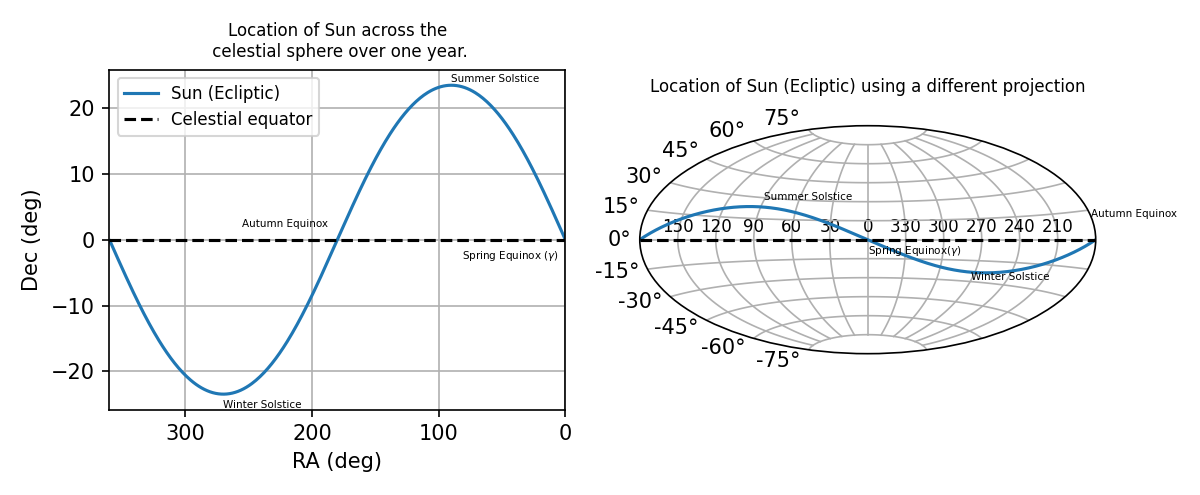 Location of Sun across the
celestial sphere over one year.
Summer Solstice
Sun (Ecliptic)
Celestial equator
Autumn Equinox
Spring Equinox (γ)
Winter Solstice
20
10
0
−10
−20
Dec (deg)
300 200 100 0
RA (deg)
Location of Sun (Ecliptic) using a different projection
75°
60°
45°
30°
15°
0°
-15°
-30°
-45°
-60°
-75°
Summer Solstice
Autumn Equinox
150 120 90 60 30 0 330 300 270 240 210
Spring Equinox(γ)
Winter Solstice